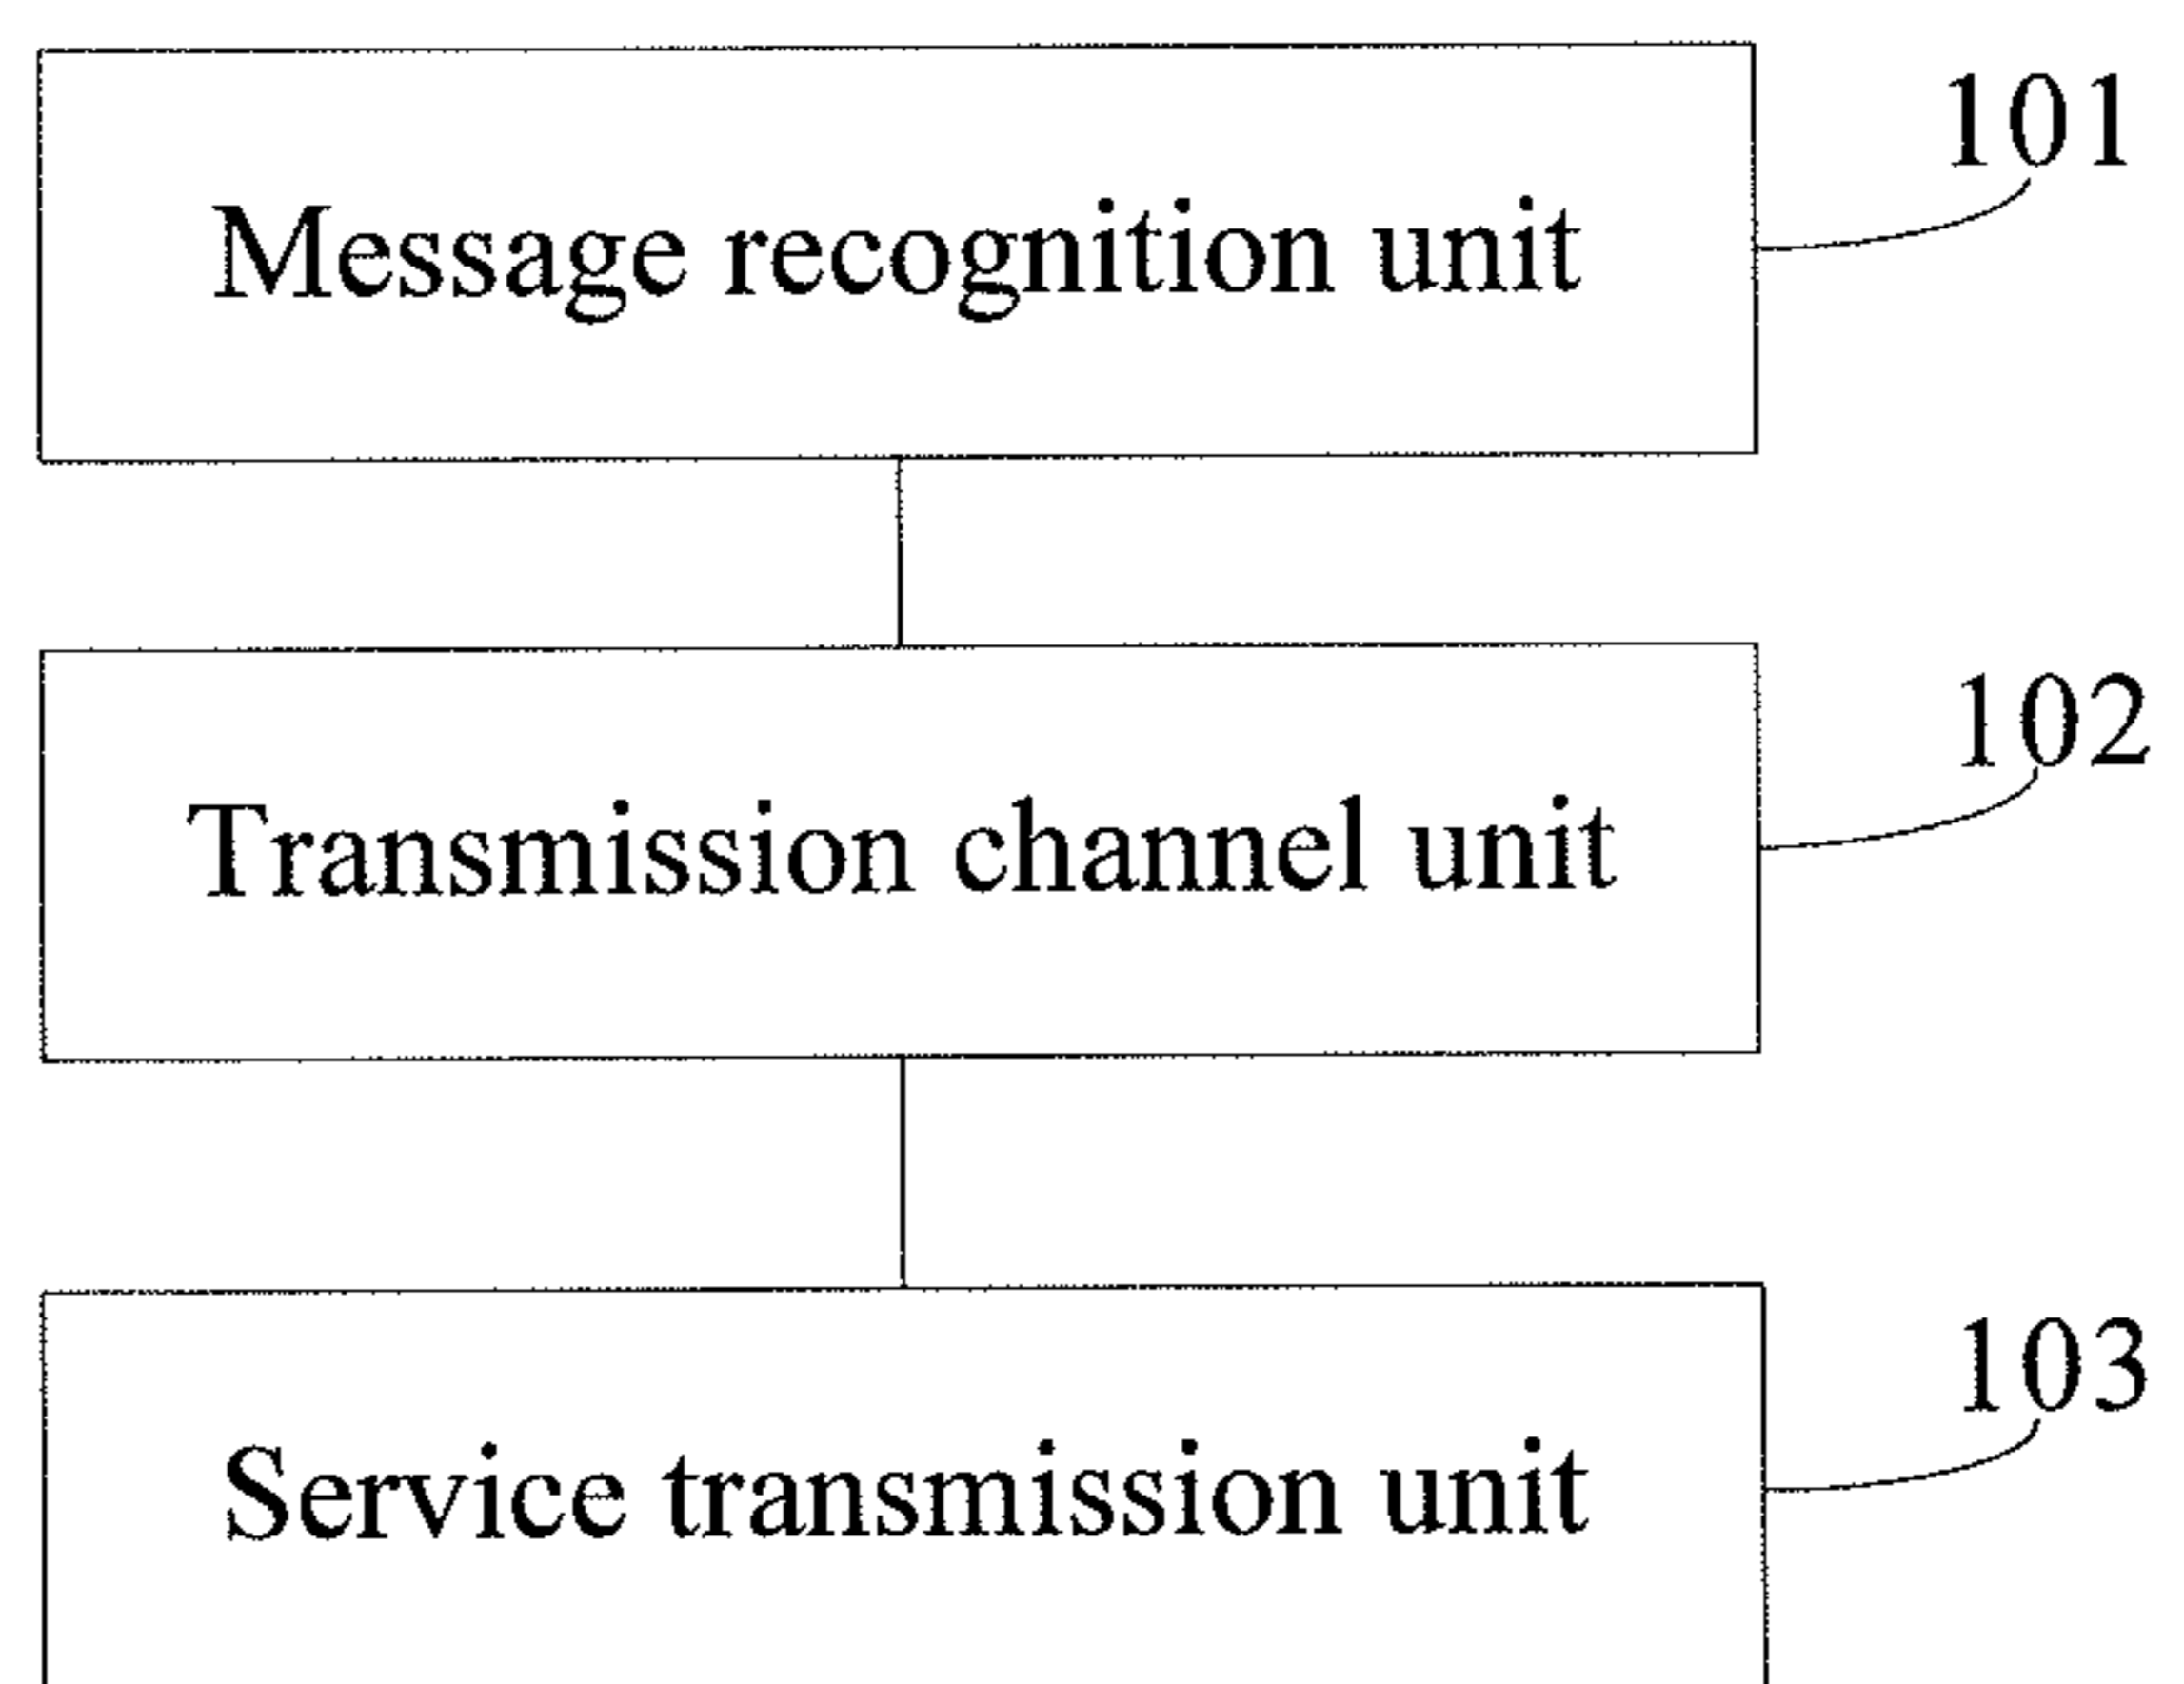 101
Message recognition unit
102
Transmission channel unit
103
Service transmission unit